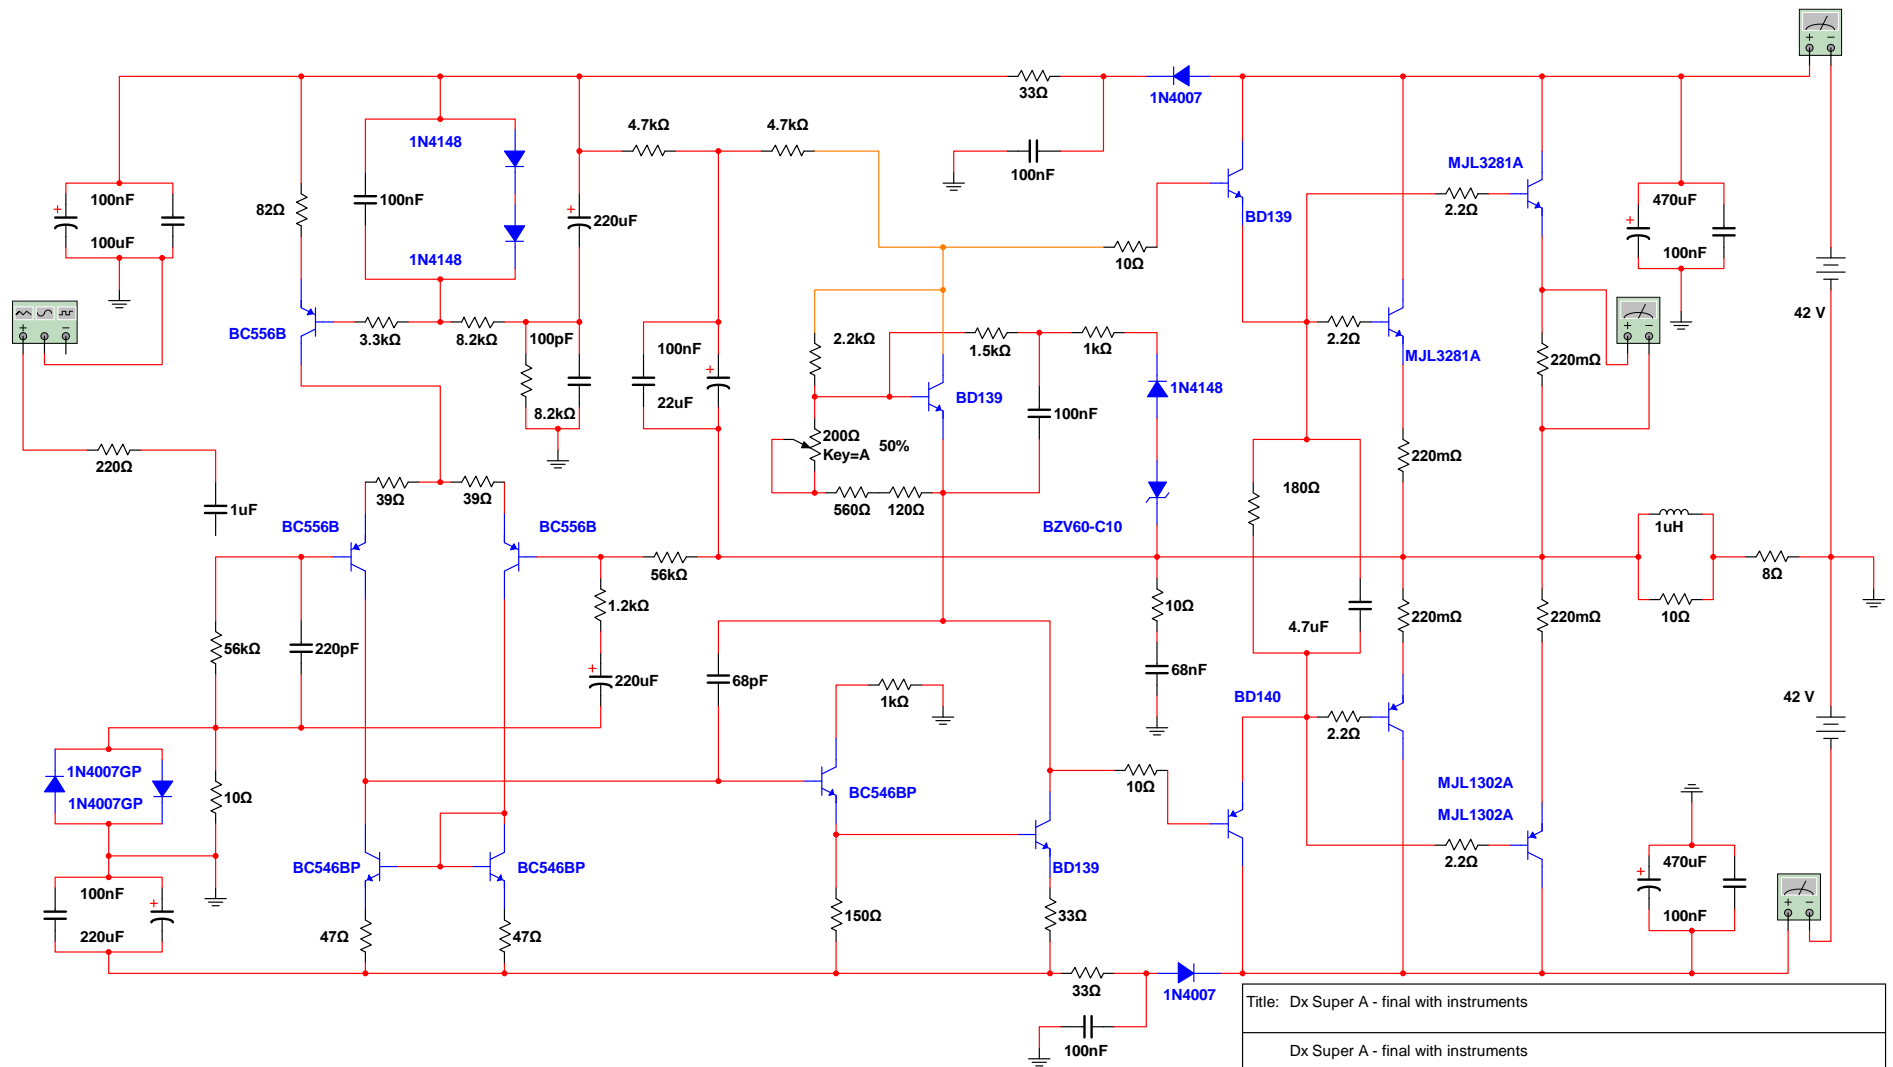 33Ω
1N4007
4.7kΩ
4.7kΩ
1N4148
100nF
MJL3281A
100nF
100nF
470uF
82Ω
220uF
2.2Ω
BD139
100uF
100nF
1N4148
10Ω
42 V
BC556B
3.3kΩ
8.2kΩ
100pF
2.2kΩ
1.5kΩ
1kΩ
2.2Ω
100nF
MJL3281A
220mΩ
1N4148
22uF
BD139
8.2kΩ
100nF
200Ω
Key=A
50%
220mΩ
220Ω
180Ω
39Ω
39Ω
560Ω
120Ω
1uF
BC556B
BC556B
BZV60-C10
1uH
56kΩ
8Ω
1.2kΩ
10Ω
220mΩ
220mΩ
10Ω
4.7uF
56kΩ
220pF
220uF
68pF
68nF
BD140
42 V
1kΩ
2.2Ω
1N4007GP
1N4007GP
10Ω
10Ω
BC546BP
MJL1302A
MJL1302A
BC546BP
BC546BP
BD139
2.2Ω
470uF
100nF
150Ω
33Ω
100nF
220uF
47Ω
47Ω
33Ω
1N4007
100nF
Title: Dx Super A - final with instruments
Dx Super A - final with instruments